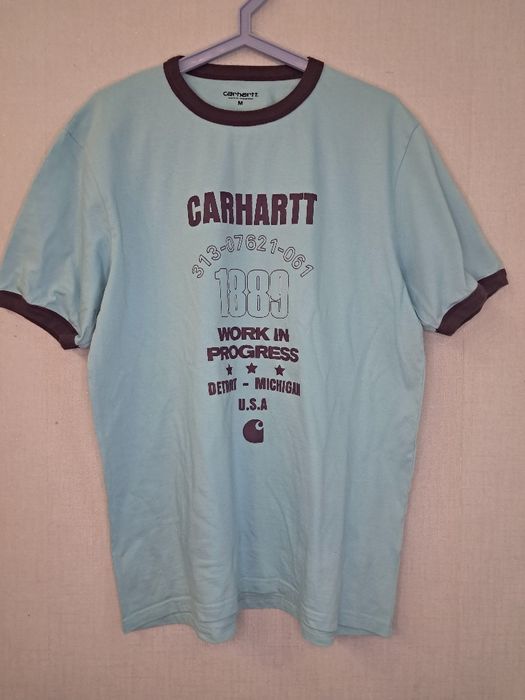 carhartt
M
CARHARTT
313-07621-061
1889
WORK IN
PROGRESS
DETROIT - MICHIGAN
U.S.A